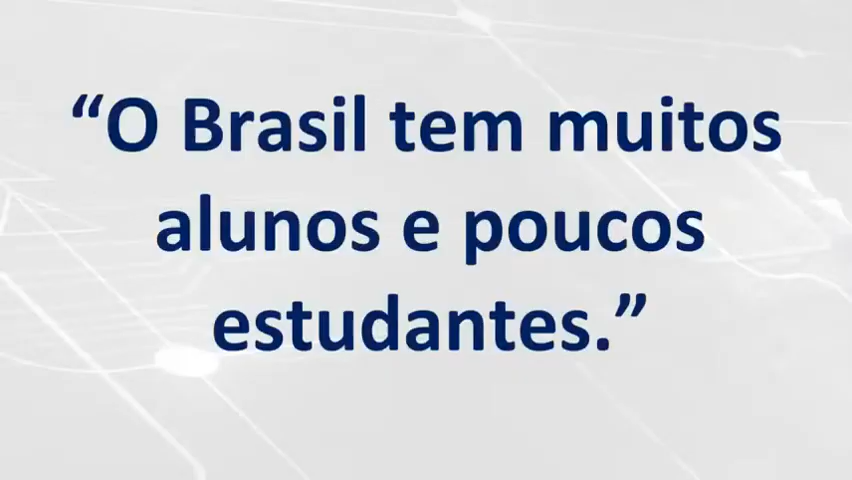 “O Brasil tem muitos
alunos e poucos
estudantes.”